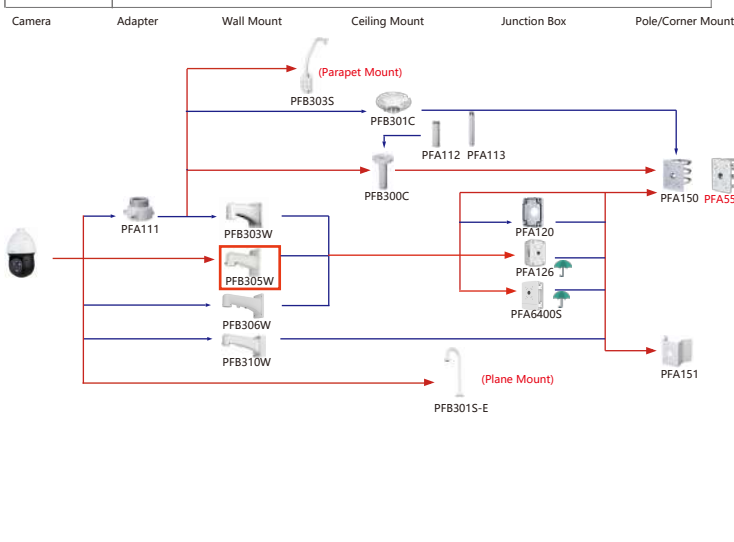 Camera Adapter Wall Mount Ceiling Mount Junction Box Pole/Corner Mount
(Parapet Mount)
PFB303S
PFB301C
PFA112 PFA113
PFB300C
PFA150 PFA55
PFA111
PFB303W
PFA120
PFA126
PFB305W
PFA6400S
PFB306W
PFB310W
PFA151
(Plane Mount)
PFB301S-E